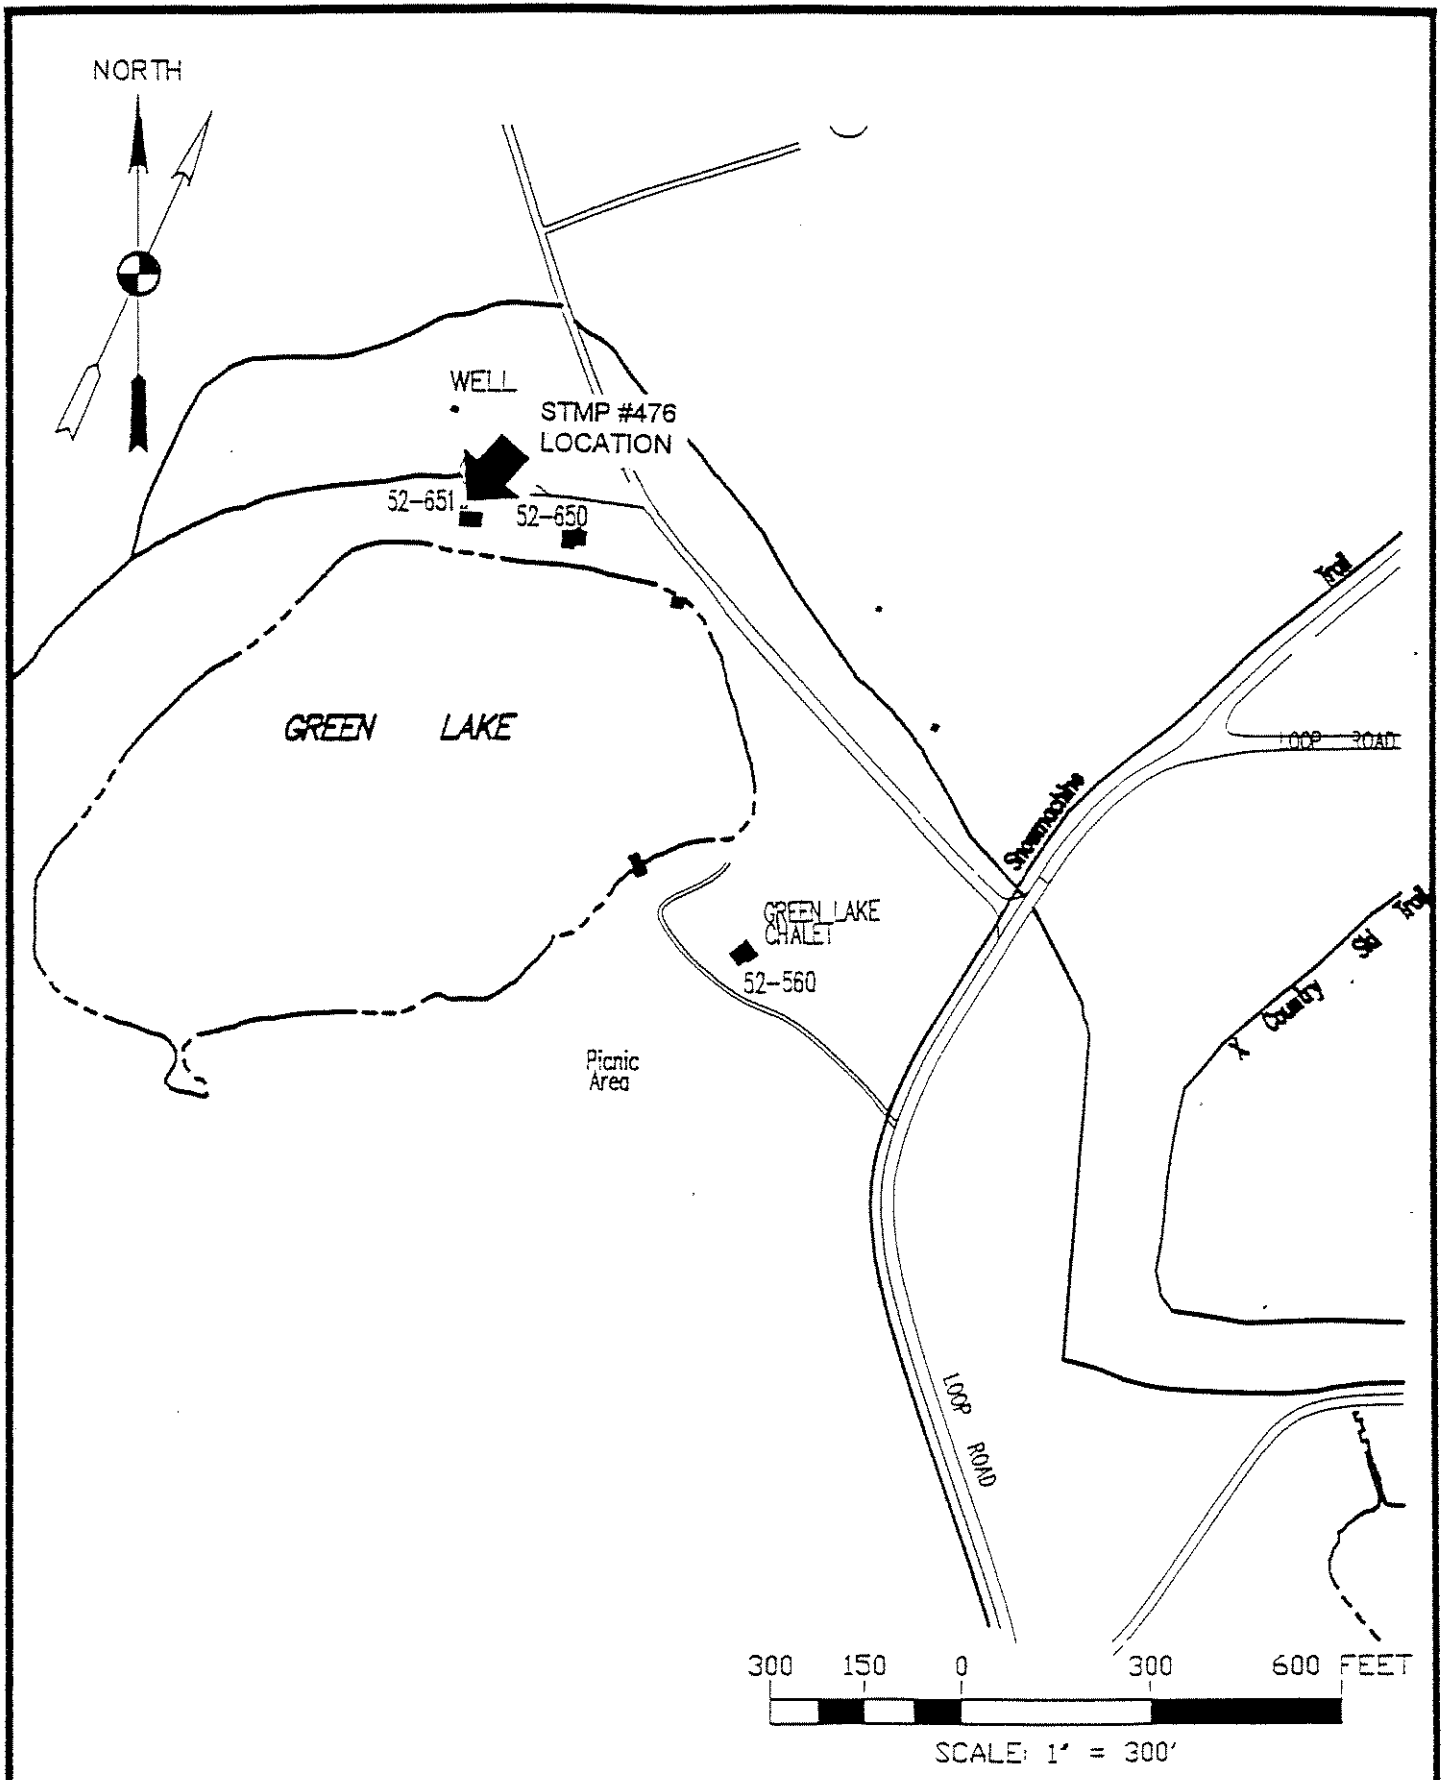 NORTH
WELL
STMP #476
LOCATION
52-651
52-650
Trail
GREEN LAKE
LOOP ROAD
Snowmachine
GREEN LAKE
CHALET
52-560
X Country Ski Trail
Picnic
Area
LOOP ROAD
300 150 0 300 600 FEET
SCALE: 1" = 300'